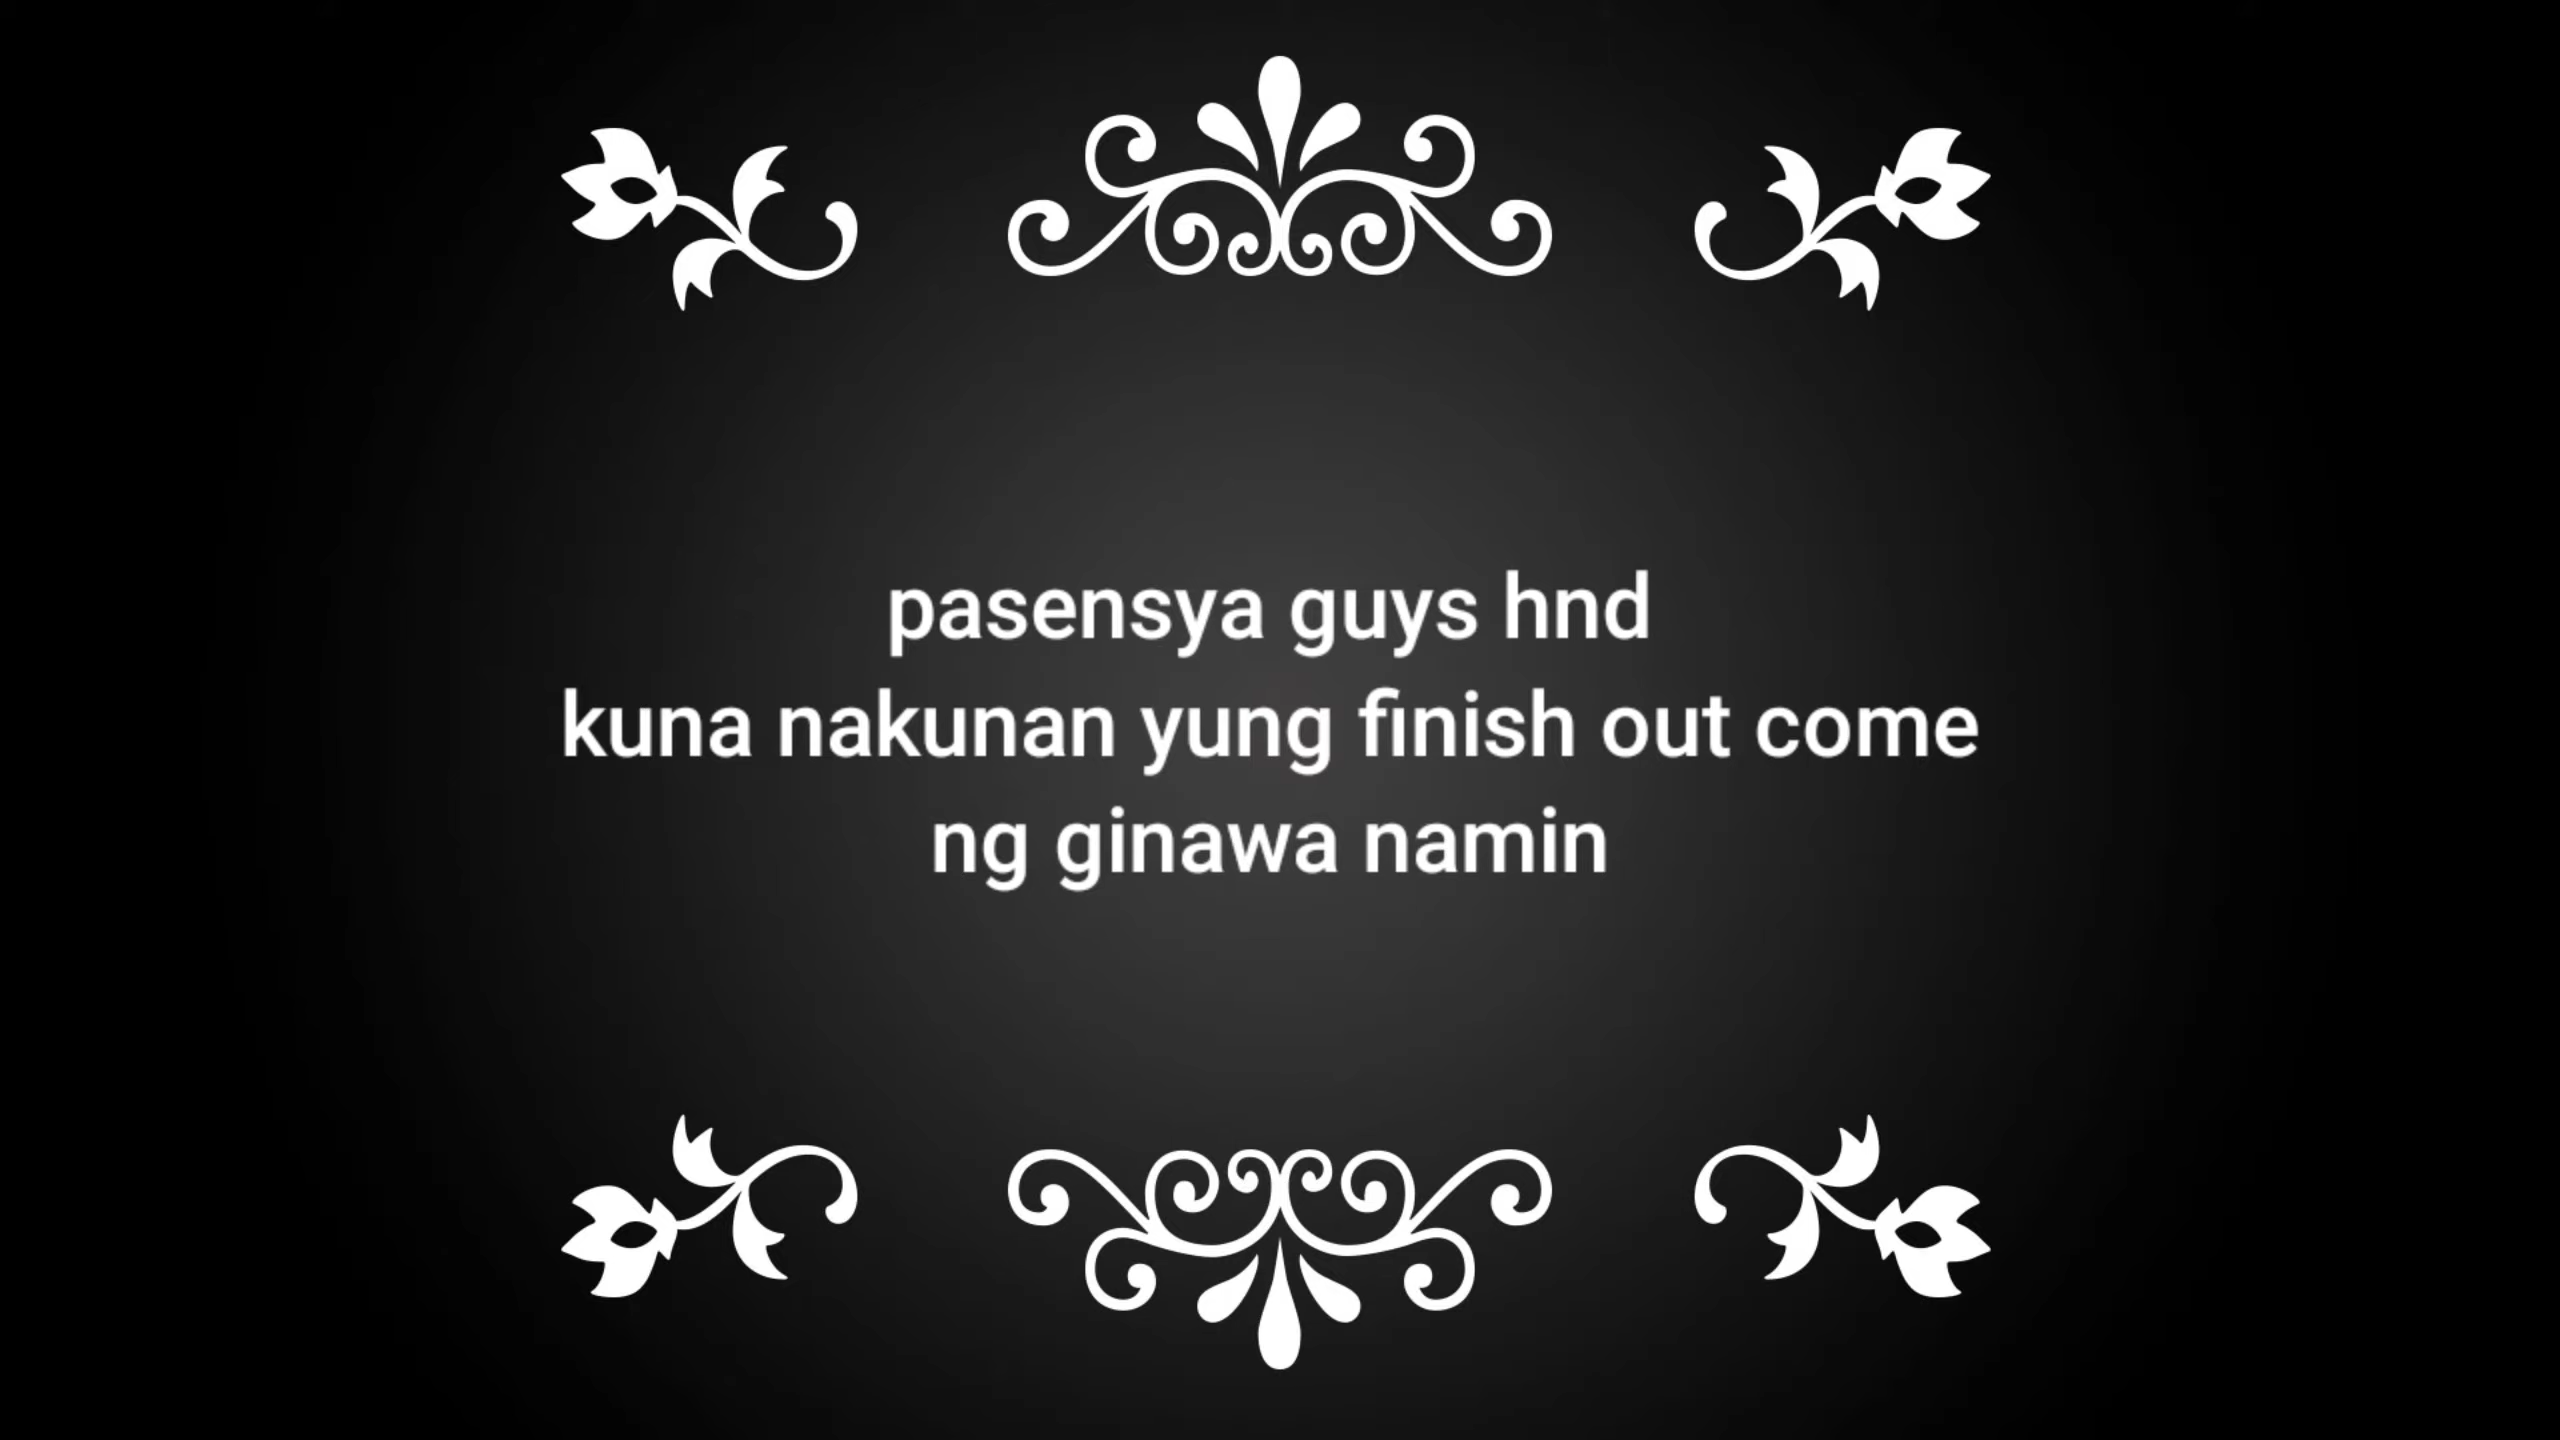 pasensya guys hnd
kuna nakunan yung finish out come
ng ginawa namin